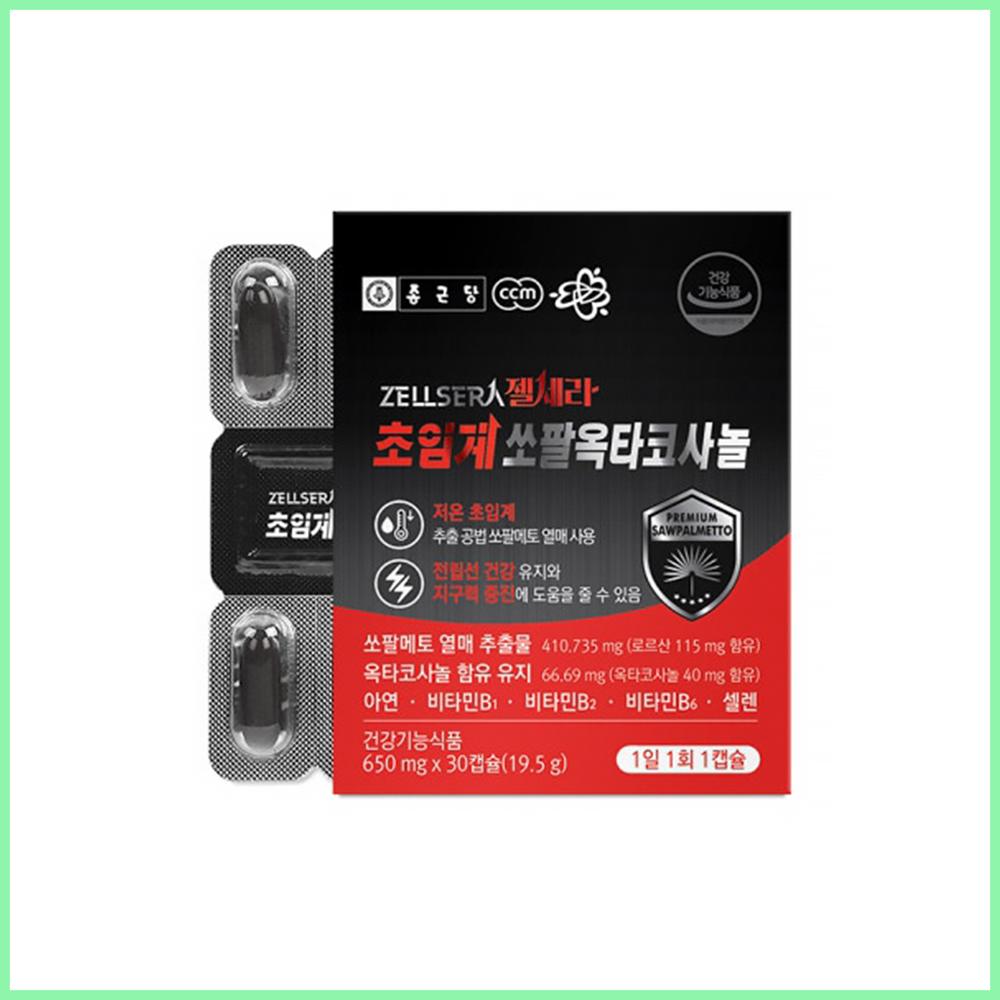 종근당 ccm
건강
기능식품
ZELLSERA 젤세라
초임계 쏘팔옥타코사놀
저온 초임계
추출 공법 쏘팔메토 열매 사용
PREMIUM
SAWPALMETTO
전립선 건강 유지와
지구력 증진에 도움을 줄 수 있음
쏘팔메토 열매 추출물 410.735 mg (로르산 115 mg 함유)
옥타코사놀 함유 유지 66.69 mg (옥타코사놀 40 mg 함유)
아연 · 비타민B1 · 비타민B2 · 비타민B6 · 셀렌
건강기능식품
650 mg x 30캡슐(19.5 g)
1일 1회 1캡슐
ZELLSERA
초임계